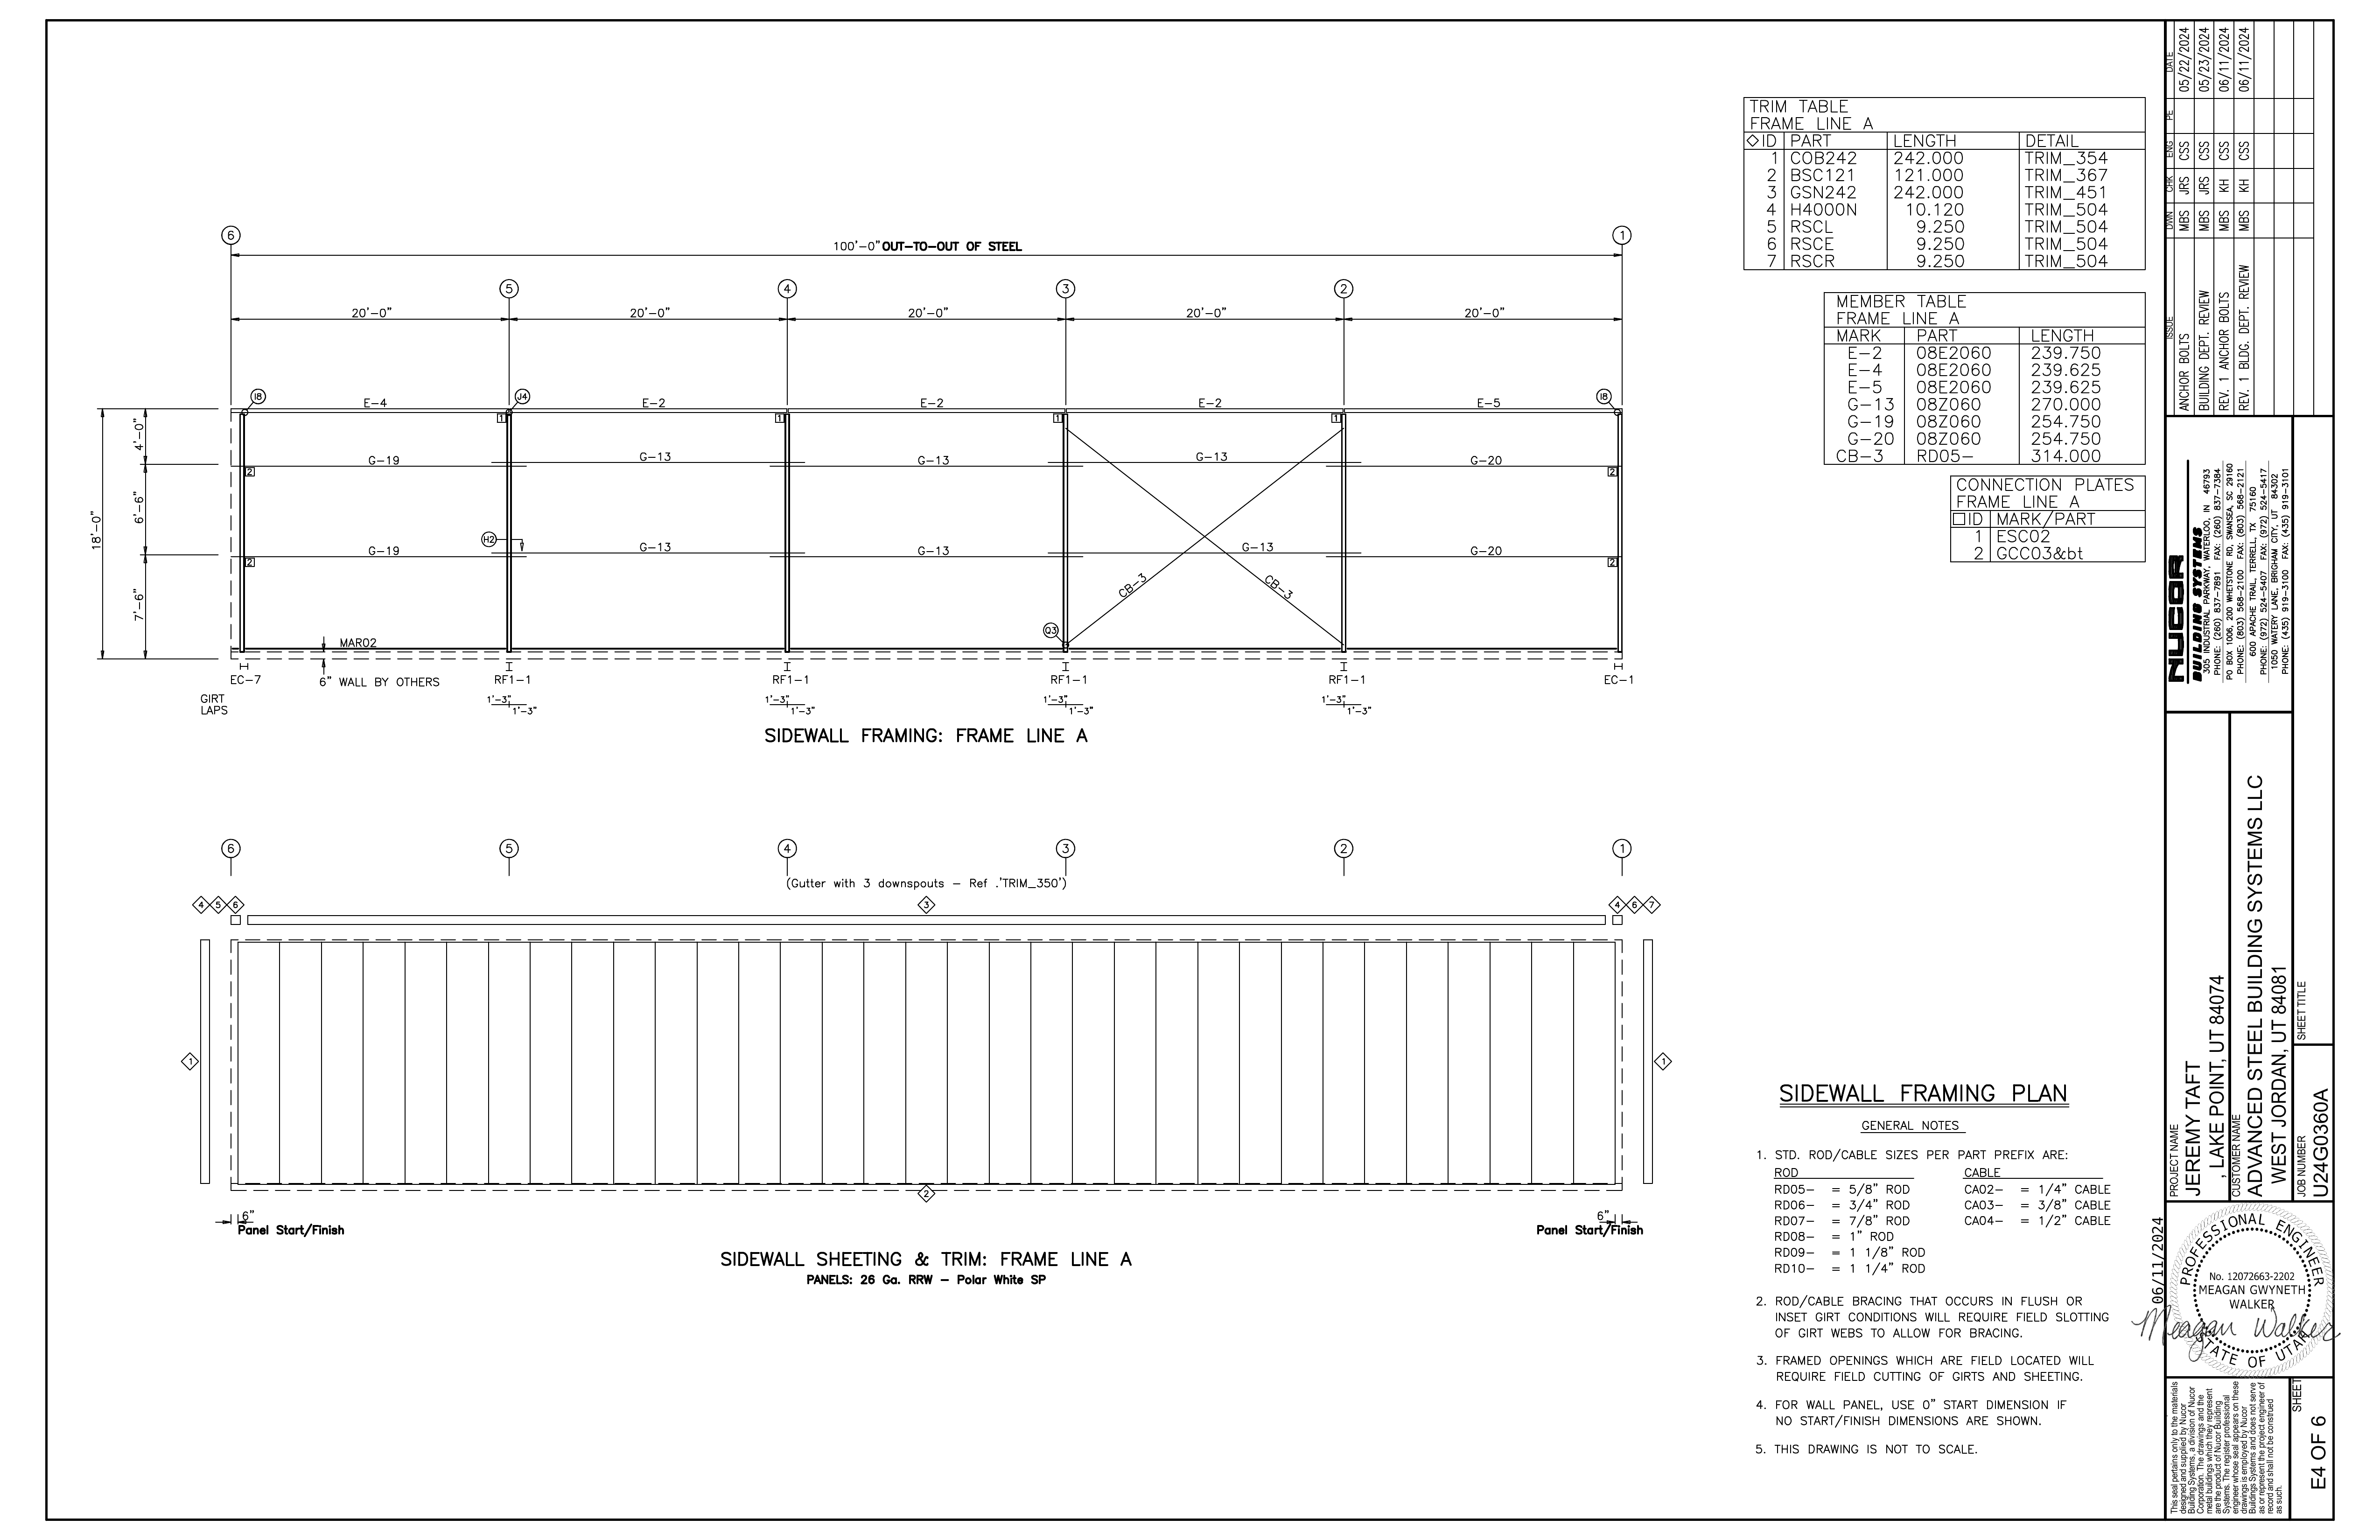 6
1
100'-0" OUT-TO-OUT OF STEEL
5
4
3
2
20'-0"
20'-0"
20'-0"
20'-0"
20'-0"
I8
J4
I8
E-4
E-2
E-2
E-2
E-5
1
1
1
1
4'-0"
6'-6"
7'-6"
18'-0"
G-19
G-13
G-13
G-13
G-20
2
2
H2
G-19
G-13
G-13
G-13
G-20
2
2
CB-3
CB-3
Q3
MAR02
6" WALL BY OTHERS
EC-7
RF1-1
RF1-1
RF1-1
RF1-1
EC-1
GIRT
LAPS
1'-3"
1'-3"
1'-3"
1'-3"
1'-3"
1'-3"
1'-3"
1'-3"
SIDEWALL FRAMING: FRAME LINE A
6
5
4
3
2
1
(Gutter with 3 downspouts - Ref .'TRIM_350')
4
5
6
3
4
6
7
1
1
2
6"
Panel Start/Finish
6"
Panel Start/Finish
SIDEWALL SHEETING & TRIM: FRAME LINE A
PANELS: 26 Ga. RRW - Polar White SP
TRIM TABLE
FRAME LINE A
◇ID PART LENGTH DETAIL
1 COB242 242.000 TRIM_354
2 BSC121 121.000 TRIM_367
3 GSN242 242.000 TRIM_451
4 H4000N 10.120 TRIM_504
5 RSCL 9.250 TRIM_504
6 RSCE 9.250 TRIM_504
7 RSCR 9.250 TRIM_504
MEMBER TABLE
FRAME LINE A
MARK PART LENGTH
E-2 08E2060 239.750
E-4 08E2060 239.625
E-5 08E2060 239.625
G-13 08Z060 270.000
G-19 08Z060 254.750
G-20 08Z060 254.750
CB-3 RD05- 314.000
CONNECTION PLATES
FRAME LINE A
□ID MARK/PART
1 ESC02
2 GCC03&bt
SIDEWALL FRAMING PLAN
GENERAL NOTES
1. STD. ROD/CABLE SIZES PER PART PREFIX ARE:
ROD CABLE
RD05- = 5/8" ROD CA02- = 1/4" CABLE
RD06- = 3/4" ROD CA03- = 3/8" CABLE
RD07- = 7/8" ROD CA04- = 1/2" CABLE
RD08- = 1" ROD
RD09- = 1 1/8" ROD
RD10- = 1 1/4" ROD
2. ROD/CABLE BRACING THAT OCCURS IN FLUSH OR
INSET GIRT CONDITIONS WILL REQUIRE FIELD SLOTTING
OF GIRT WEBS TO ALLOW FOR BRACING.
3. FRAMED OPENINGS WHICH ARE FIELD LOCATED WILL
REQUIRE FIELD CUTTING OF GIRTS AND SHEETING.
4. FOR WALL PANEL, USE 0" START DIMENSION IF
NO START/FINISH DIMENSIONS ARE SHOWN.
5. THIS DRAWING IS NOT TO SCALE.
ISSUE DWN CHK ENG PE DATE
ANCHOR BOLTS MBS JRS CSS 05/22/2024
BUILDING DEPT. REVIEW MBS JRS CSS 05/23/2024
REV. 1 ANCHOR BOLTS MBS KH CSS 06/11/2024
REV. 1 BLDG. DEPT. REVIEW MBS KH CSS 06/11/2024
NUCOR
BUILDING SYSTEMS
305 INDUSTRIAL PARKWAY, WATERLOO, IN 46793
PHONE: (260) 837-7891 FAX: (260) 837-7384
PO BOX 1006, 200 WHETSTONE RD, SWANSEA, SC 29160
PHONE: (803) 568-2100 FAX: (803) 568-2121
600 APACHE TRAIL, TERRELL, TX 75160
PHONE: (972) 524-5407 FAX: (972) 524-5417
1050 WATERY LANE, BRIGHAM CITY, UT 84302
PHONE: (435) 919-3100 FAX: (435) 919-3101
PROJECT NAME
JEREMY TAFT
, LAKE POINT, UT 84074
CUSTOMER NAME
ADVANCED STEEL BUILDING SYSTEMS LLC
WEST JORDAN, UT 84081
JOB NUMBER
U24G0360A
SHEET TITLE
06/11/2024
PROFESSIONAL ENGINEER
No. 12072663-2202
MEAGAN GWYNETH
WALKER
STATE OF UTAH
Meagan Walker
This seal pertains only to the materials
designed and supplied by Nucor
Building Systems, a division of Nucor
Corporation. The drawings and the
metal buildings which they represent
are the product of Nucor Building
Systems. The register professional
engineer whose seal appears on these
drawings is employed by Nucor
Buildings Systems and does not serve
as or represent the project engineer of
record and shall not be construed
as such.
SHEET
E4 OF 6